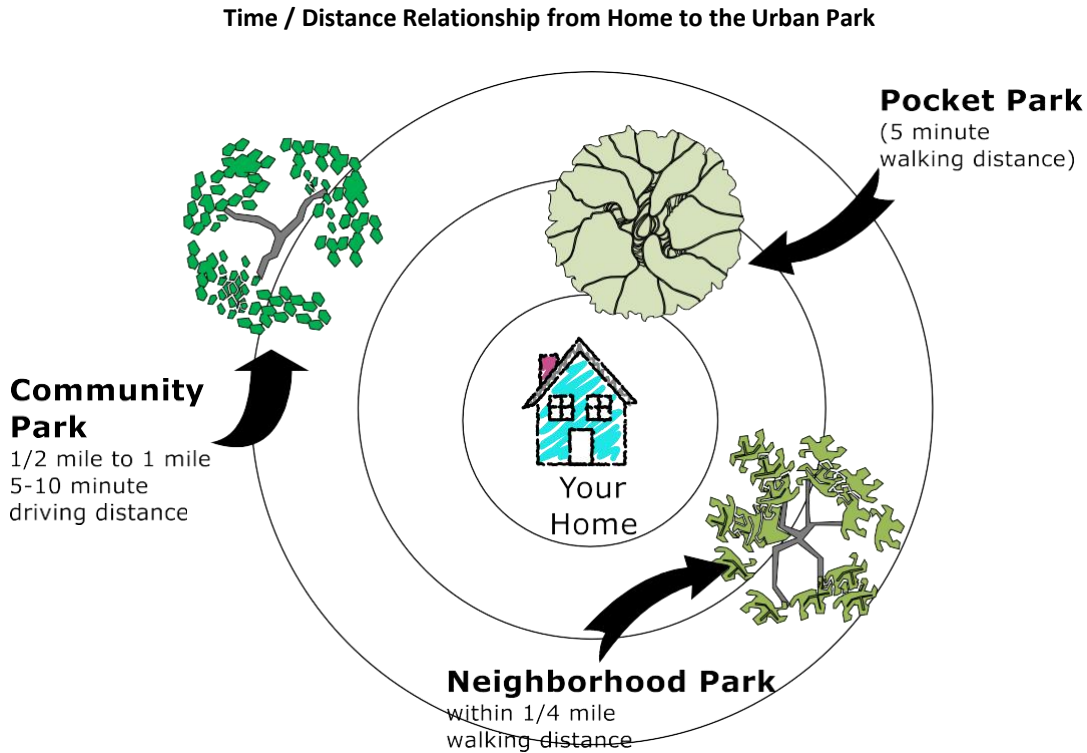 Time / Distance Relationship from Home to the Urban Park
Pocket Park
(5 minute
walking distance)
Community
Park
1/2 mile to 1 mile
5-10 minute
driving distance
Your
Home
Neighborhood Park
within 1/4 mile
walking distance